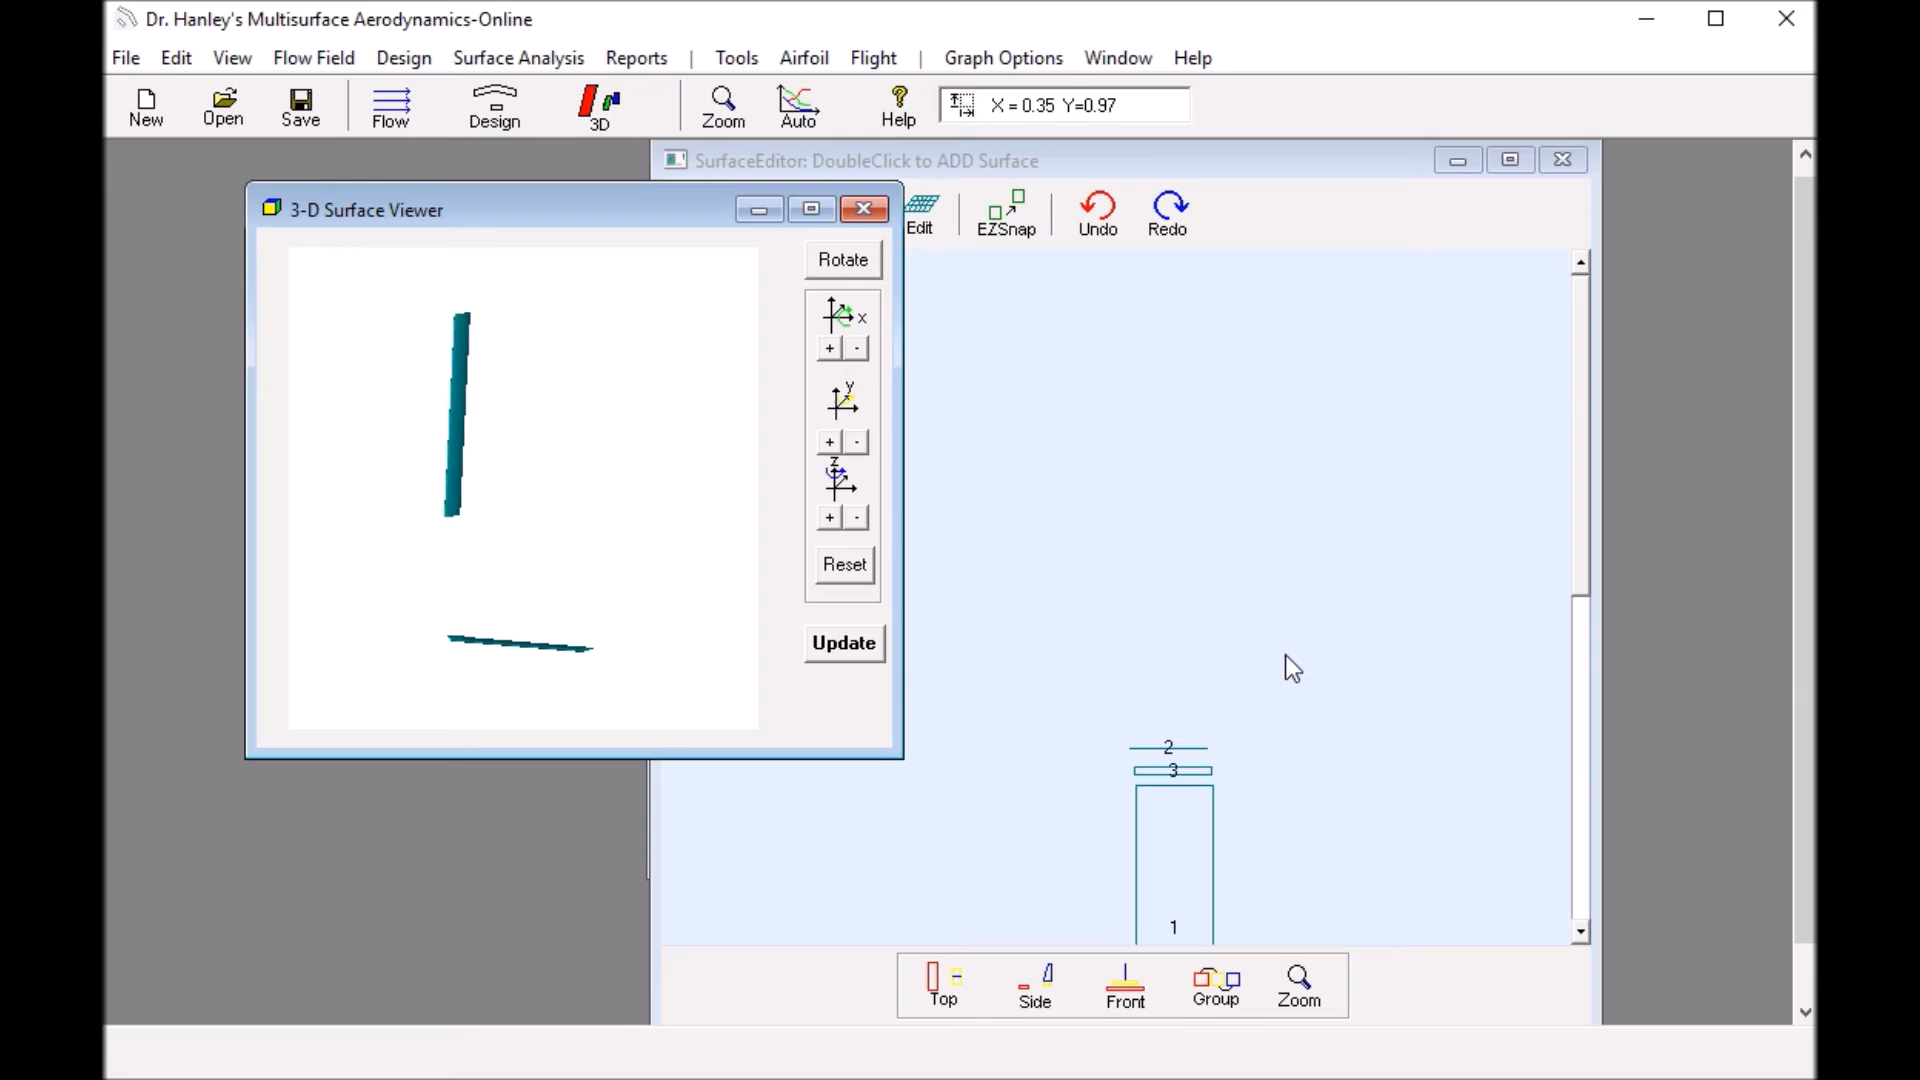 Dr. Hanley's Multisurface Aerodynamics-Online
File Edit View Flow Field Design Surface Analysis Reports | Tools Airfoil Flight | Graph Options Window Help
New Open Save Flow Design 3D Zoom Auto Help X = 0.35 Y=0.97
SurfaceEditor: DoubleClick to ADD Surface
3-D Surface Viewer
Edit EZSnap Undo Redo
Rotate
x
+ -
y
+ -
z
+ -
Reset
Update
2
3
1
Top Side Front Group Zoom